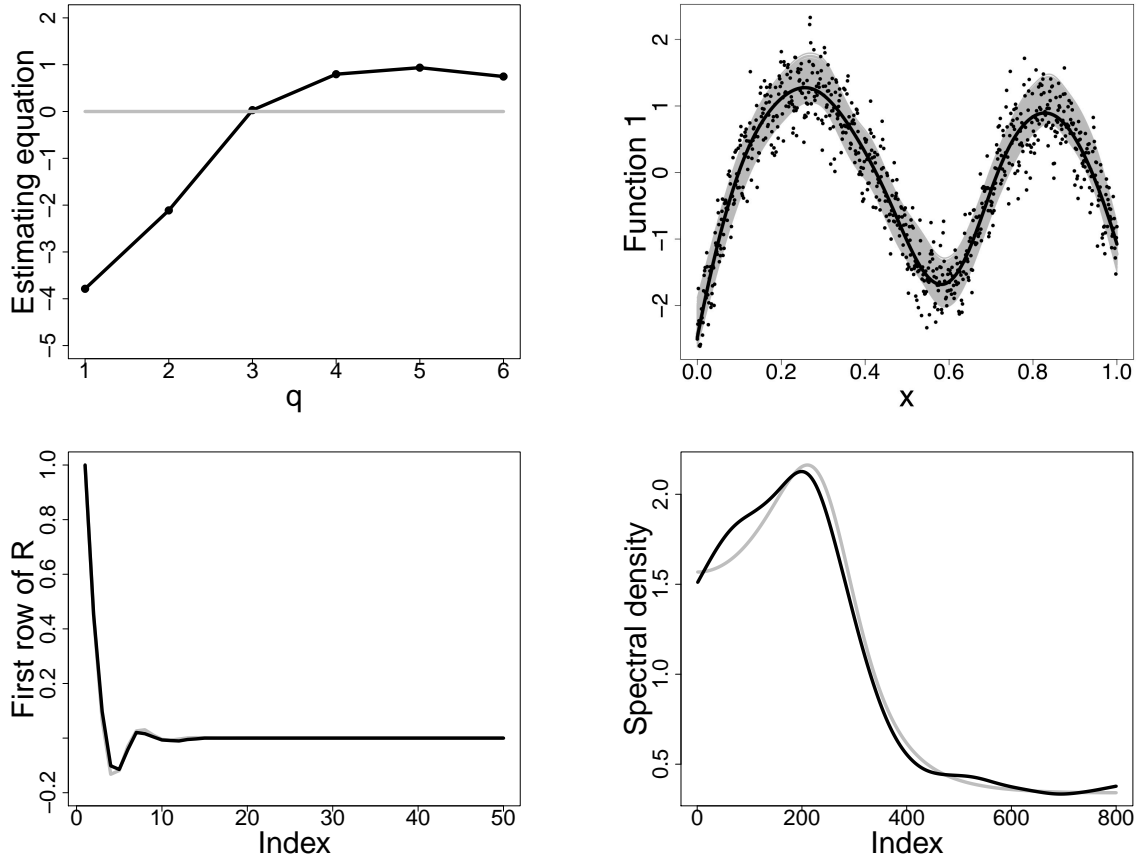 Estimating equation
2
1
0
−1
−2
−3
−4
−5
1 2 3 4 5 6
q
Function 1
2
1
0
−1
−2
0.0 0.2 0.4 0.6 0.8 1.0
x
First row of R
1.0
0.8
0.6
0.4
0.2
−0.2
0 10 20 30 40 50
Index
Spectral density
2.0
1.5
1.0
0.5
0 200 400 600 800
Index